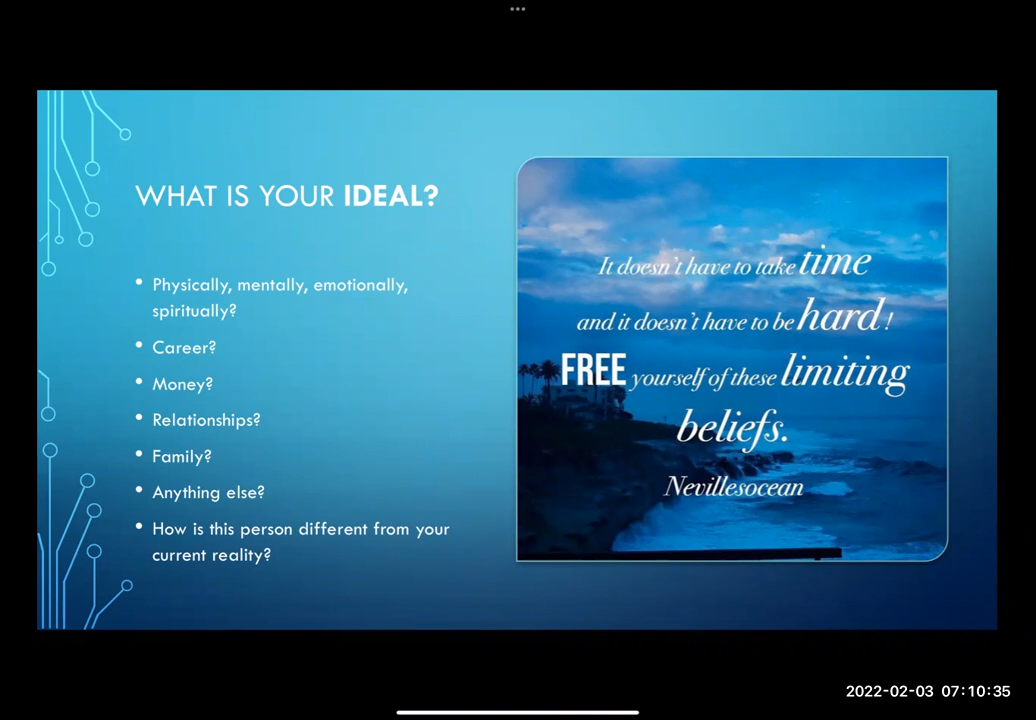 WHAT IS YOUR IDEAL?
• Physically, mentally, emotionally,
spiritually?
• Career?
• Money?
• Relationships?
• Family?
• Anything else?
• How is this person different from your
current reality?
It doesn't have to take time
and it doesn't have to be hard!
FREE yourself of these limiting
beliefs.
Nevillesocean
2022-02-03 07:10:35